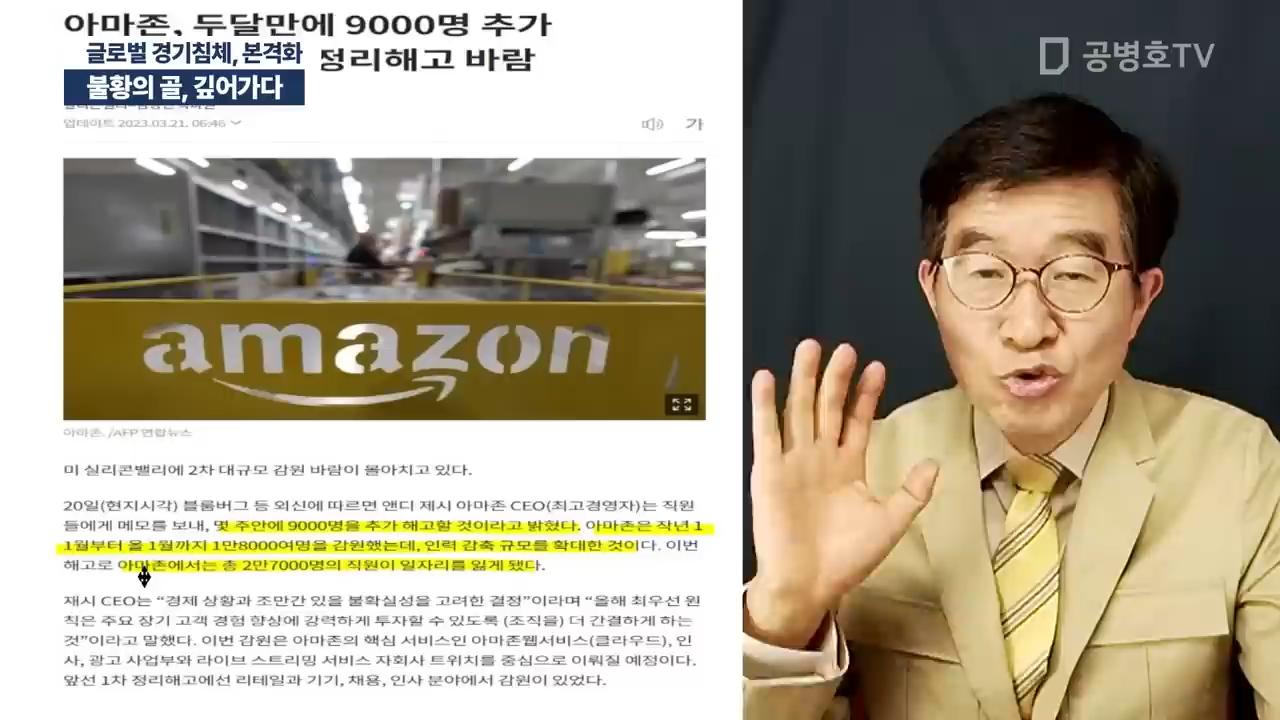 아마존, 두달만에 9000명 추가
정리해고 바람
글로벌 경기침체, 본격화
불황의 골, 깊어가다
공병호TV
업데이트 2023.03.21. 06:46
가
amazon
아마존. /AFP 연합뉴스
미 실리콘밸리에 2차 대규모 감원 바람이 몰아치고 있다.
20일(현지시각) 블룸버그 등 외신에 따르면 앤디 제시 아마존 CEO(최고경영자)는 직원
들에게 메모를 보내, 몇 주안에 9000명을 추가 해고할 것이라고 밝혔다. 아마존은 작년 1
1월부터 올 1월까지 1만8000여명을 감원했는데, 인력 감축 규모를 확대한 것이다. 이번
해고로 아마존에서는 총 2만7000명의 직원이 일자리를 잃게 됐다.
재시 CEO는 “경제 상황과 조만간 있을 불확실성을 고려한 결정”이라며 “올해 최우선 원
칙은 주요 장기 고객 경험 향상에 강력하게 투자할 수 있도록 (조직을) 더 간결하게 하는
것”이라고 말했다. 이번 감원은 아마존의 핵심 서비스인 아마존웹서비스(클라우드), 인
사, 광고 사업부와 라이브 스트리밍 서비스 자회사 트위치를 중심으로 이뤄질 예정이다.
앞선 1차 정리해고에선 리테일과 기기, 채용, 인사 분야에서 감원이 있었다.